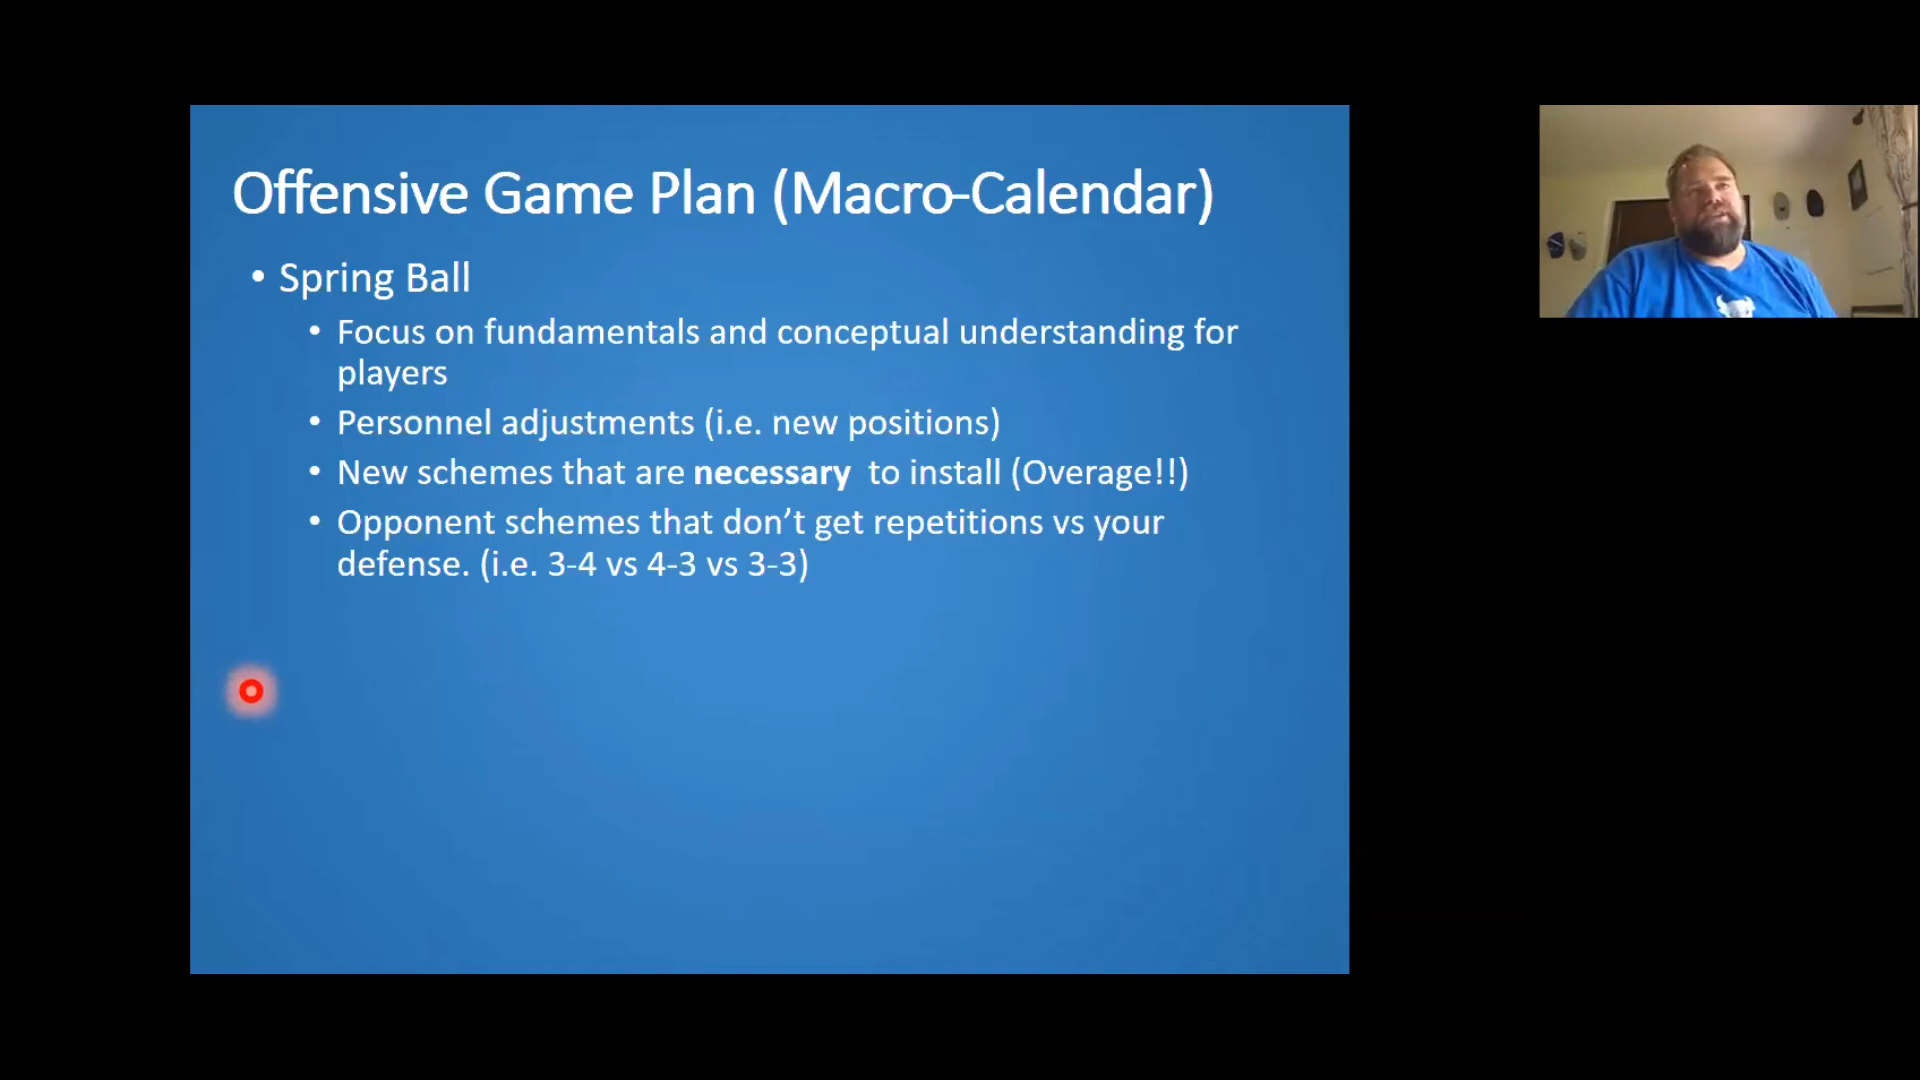 Offensive Game Plan (Macro-Calendar)
• Spring Ball
• Focus on fundamentals and conceptual understanding for
players
• Personnel adjustments (i.e. new positions)
• New schemes that are necessary to install (Overage!!)
• Opponent schemes that don’t get repetitions vs your
defense. (i.e. 3-4 vs 4-3 vs 3-3)